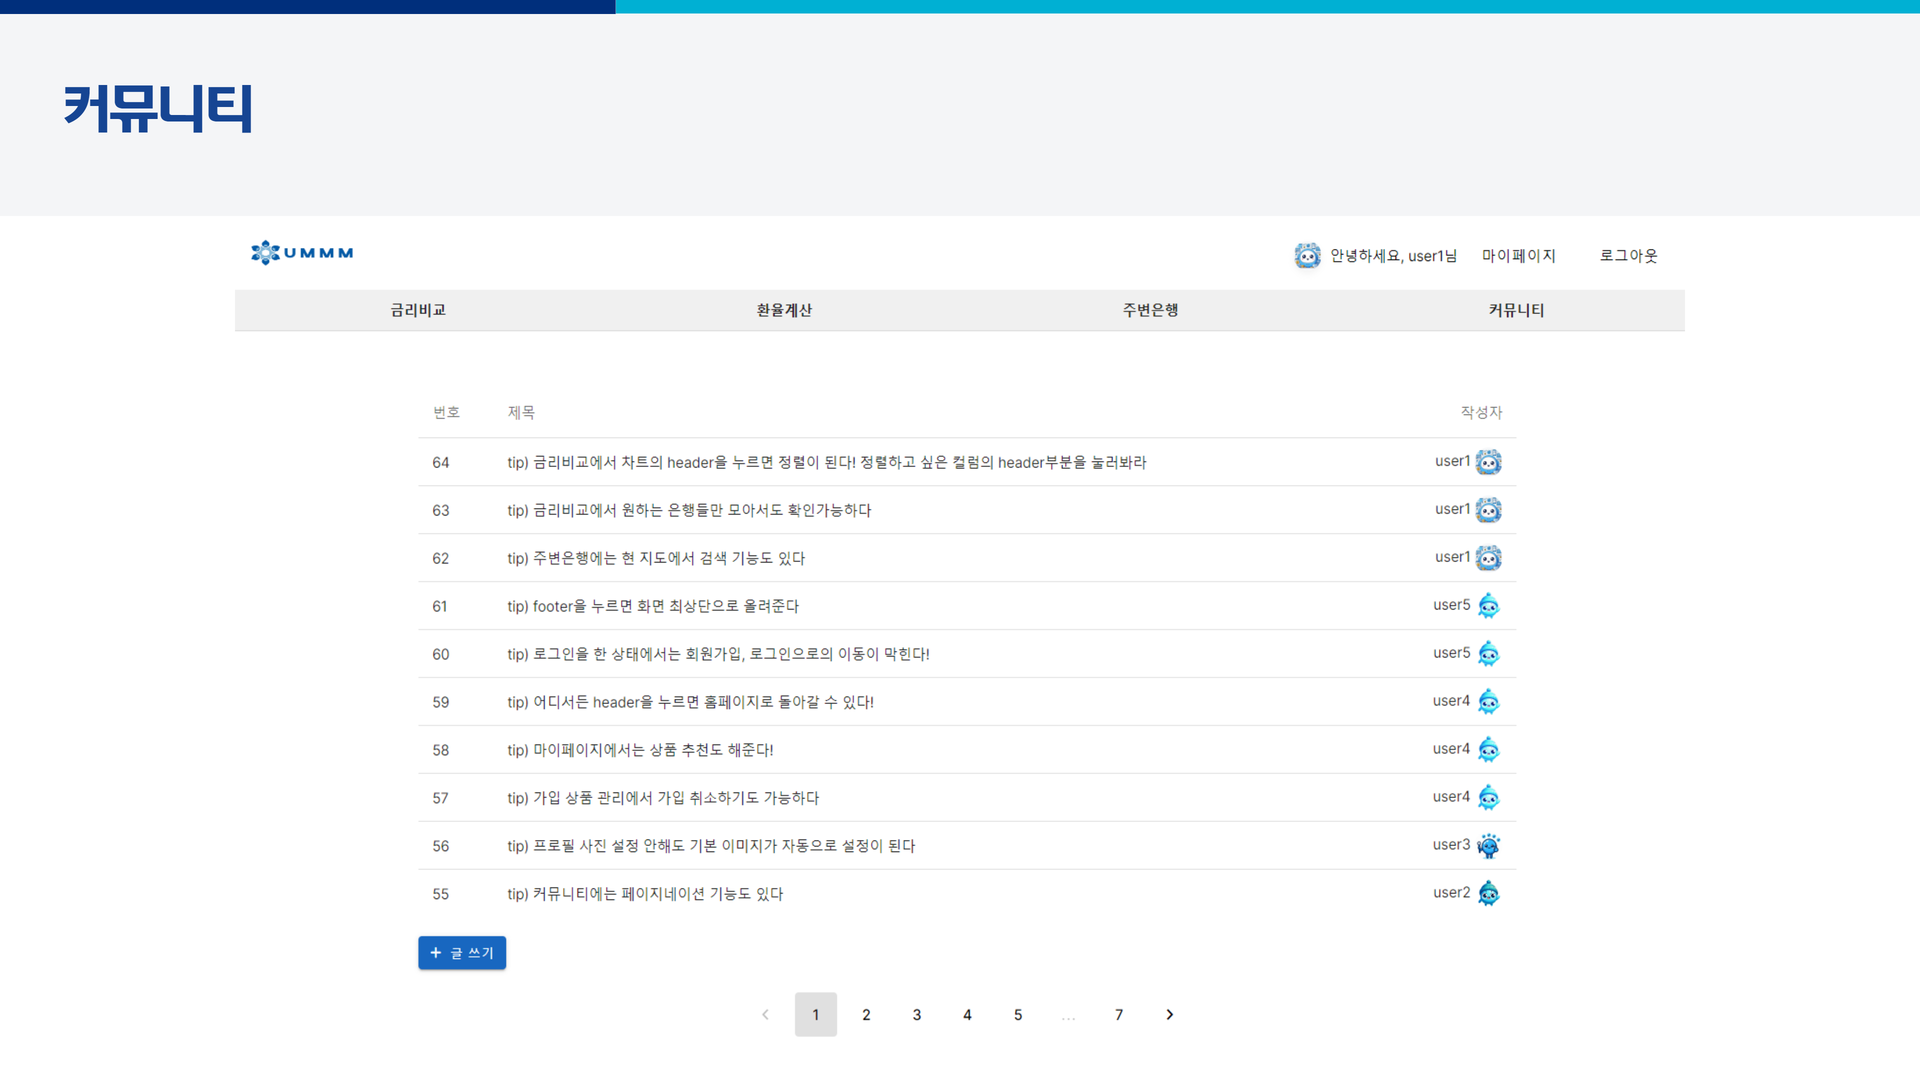 커뮤니티
UMMM
안녕하세요, user1님 마이페이지 로그아웃
금리비교 환율계산 주변은행 커뮤니티
번호 제목 작성자
64 tip) 금리비교에서 차트의 header을 누르면 정렬이 된다! 정렬하고 싶은 컬럼의 header부분을 눌러봐라 user1
63 tip) 금리비교에서 원하는 은행들만 모아서도 확인가능하다 user1
62 tip) 주변은행에는 현 지도에서 검색 기능도 있다 user1
61 tip) footer을 누르면 화면 최상단으로 올려준다 user5
60 tip) 로그인을 한 상태에서는 회원가입, 로그인으로의 이동이 막힌다! user5
59 tip) 어디서든 header을 누르면 홈페이지로 돌아갈 수 있다! user4
58 tip) 마이페이지에서는 상품 추천도 해준다! user4
57 tip) 가입 상품 관리에서 가입 취소하기도 가능하다 user4
56 tip) 프로필 사진 설정 안해도 기본 이미지가 자동으로 설정이 된다 user3
55 tip) 커뮤니티에는 페이지네이션 기능도 있다 user2
+ 글 쓰기
1 2 3 4 5 ... 7